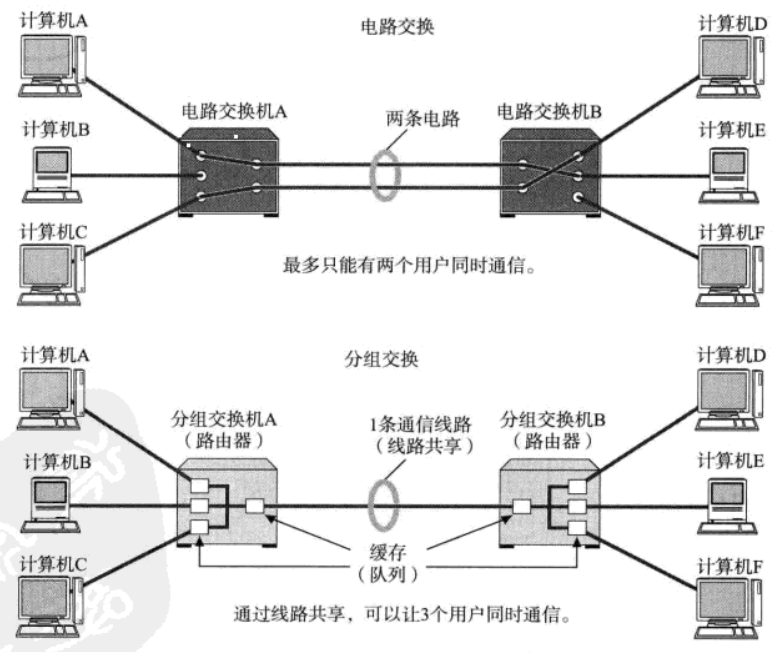 电路交换
计算机A
计算机D
电路交换机A
两条电路
电路交换机B
计算机B
计算机E
计算机C
计算机F
最多只能有两个用户同时通信。
分组交换
计算机A
计算机D
分组交换机A
(路由器)
1条通信线路
(线路共享)
分组交换机B
(路由器)
计算机B
计算机E
缓存
(队列)
计算机C
计算机F
通过线路共享，可以让3个用户同时通信。